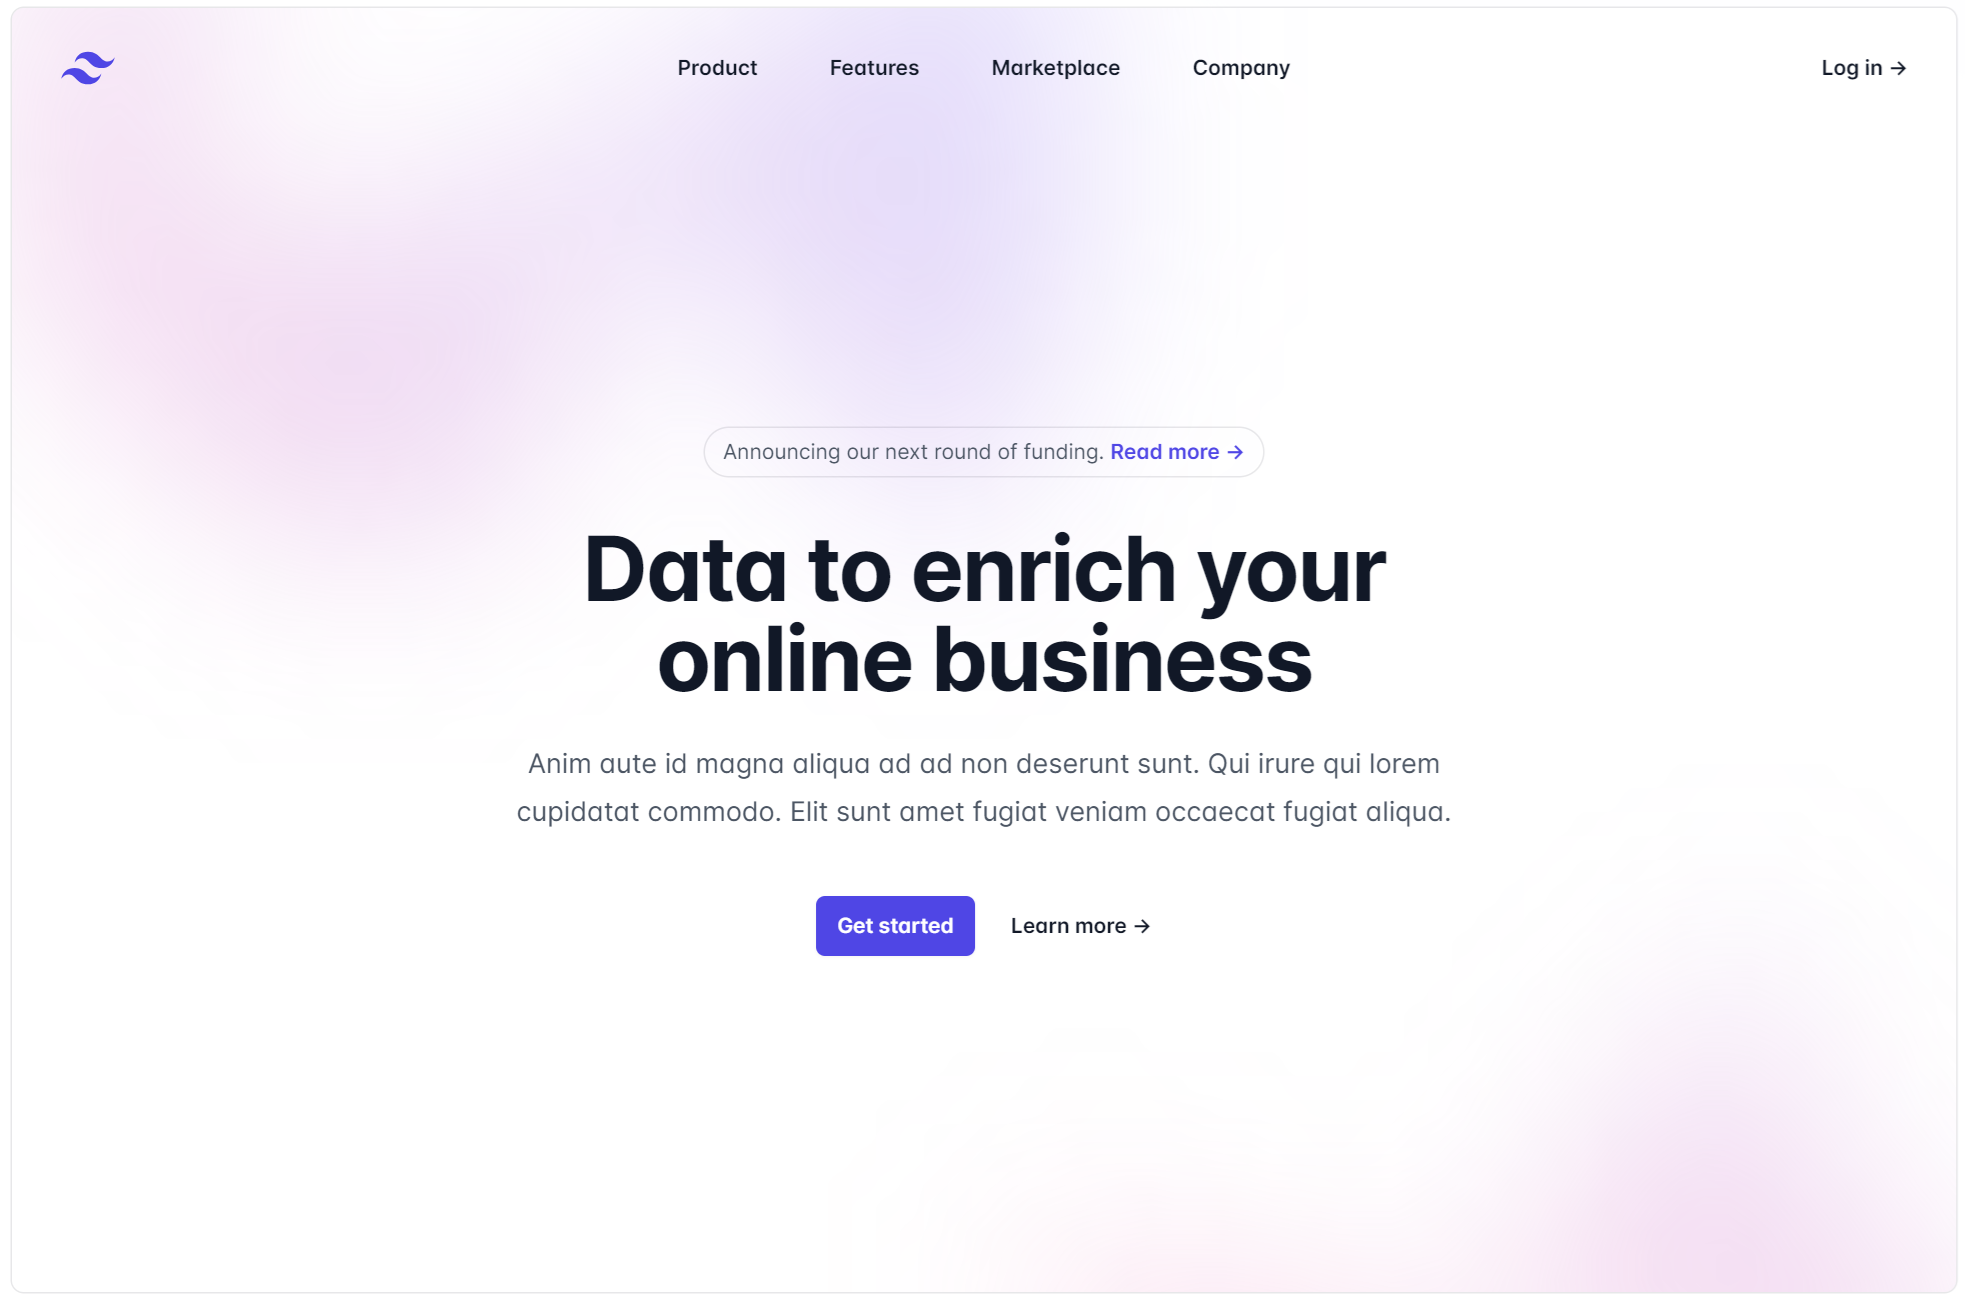 Product Features Marketplace Company Log in →
Announcing our next round of funding. Read more →
Data to enrich your
online business
Anim aute id magna aliqua ad ad non deserunt sunt. Qui irure qui lorem
cupidatat commodo. Elit sunt amet fugiat veniam occaecat fugiat aliqua.
Get started Learn more →